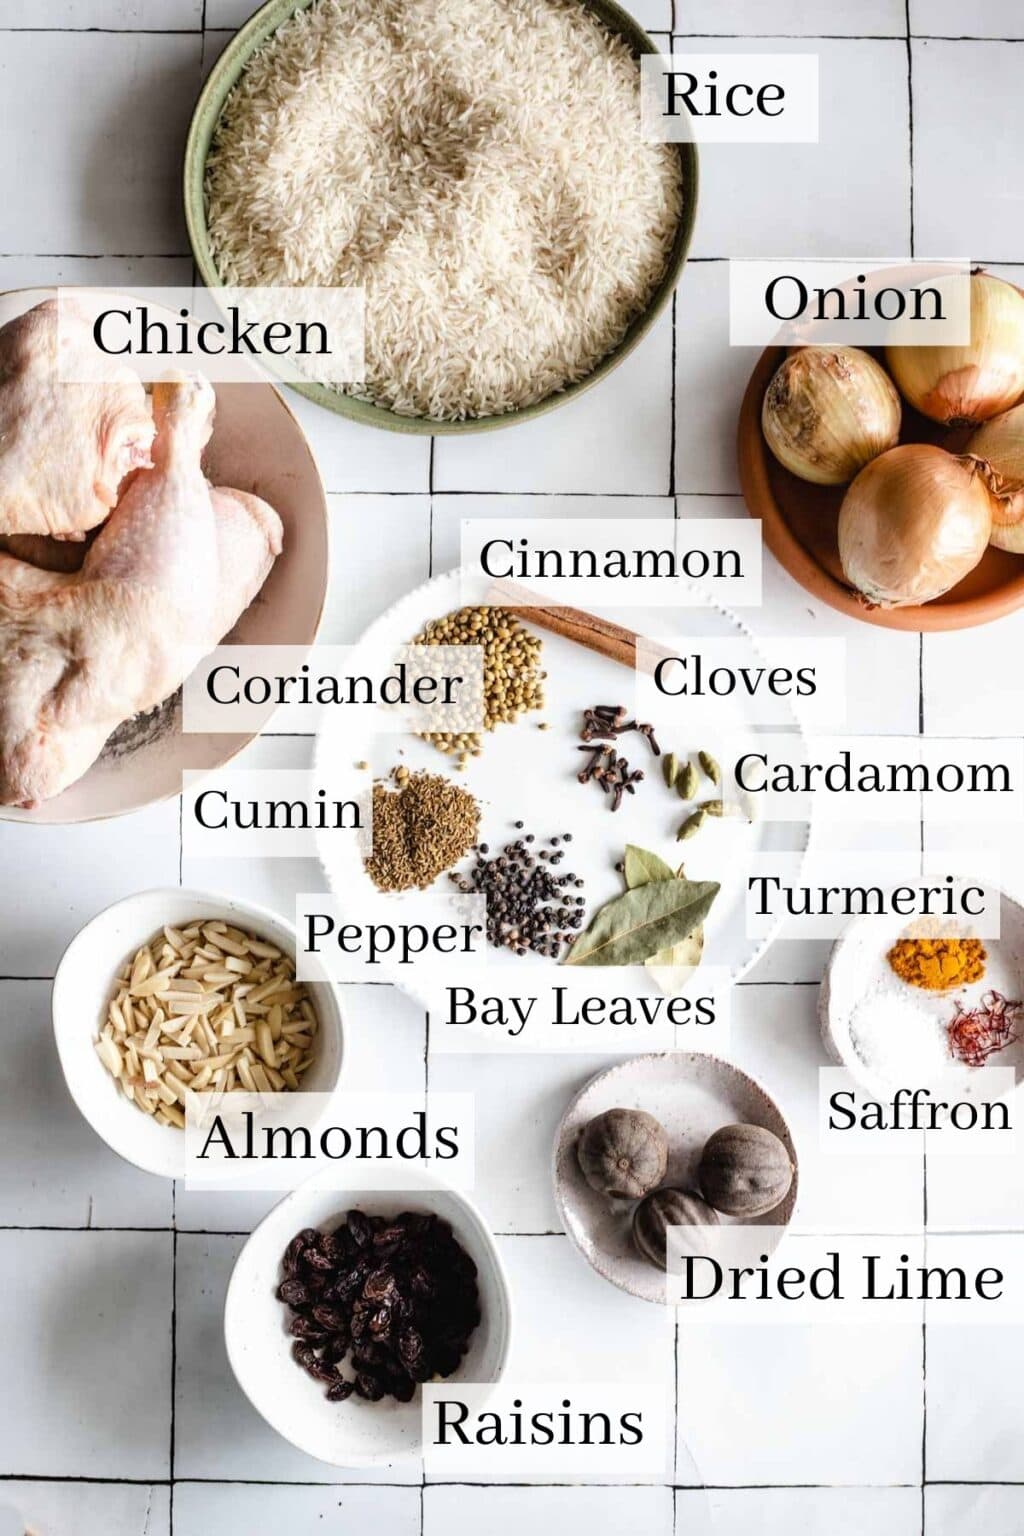 Rice
Onion
Chicken
Cinnamon
Coriander
Cloves
Cardamom
Cumin
Turmeric
Pepper
Bay Leaves
Saffron
Almonds
Dried Lime
Raisins